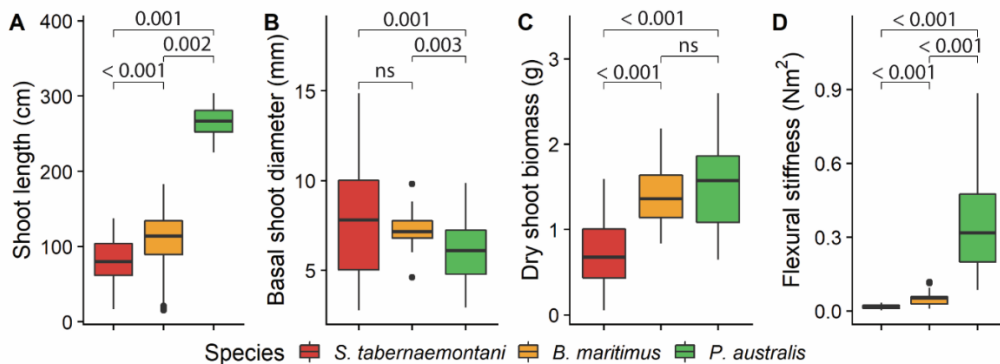 A
Shoot length (cm)
400
300
200
100
0
0.001
0.002
< 0.001
B
Basal shoot diameter (mm)
15
10
5
0.001
0.003
ns
C
Dry shoot biomass (g)
3
2
1
0
< 0.001
ns
< 0.001
D
Flexural stiffness (Nm²)
0.9
0.6
0.3
0.0
< 0.001
< 0.001
< 0.001
Species S. tabernaemontani B. maritimus P. australis